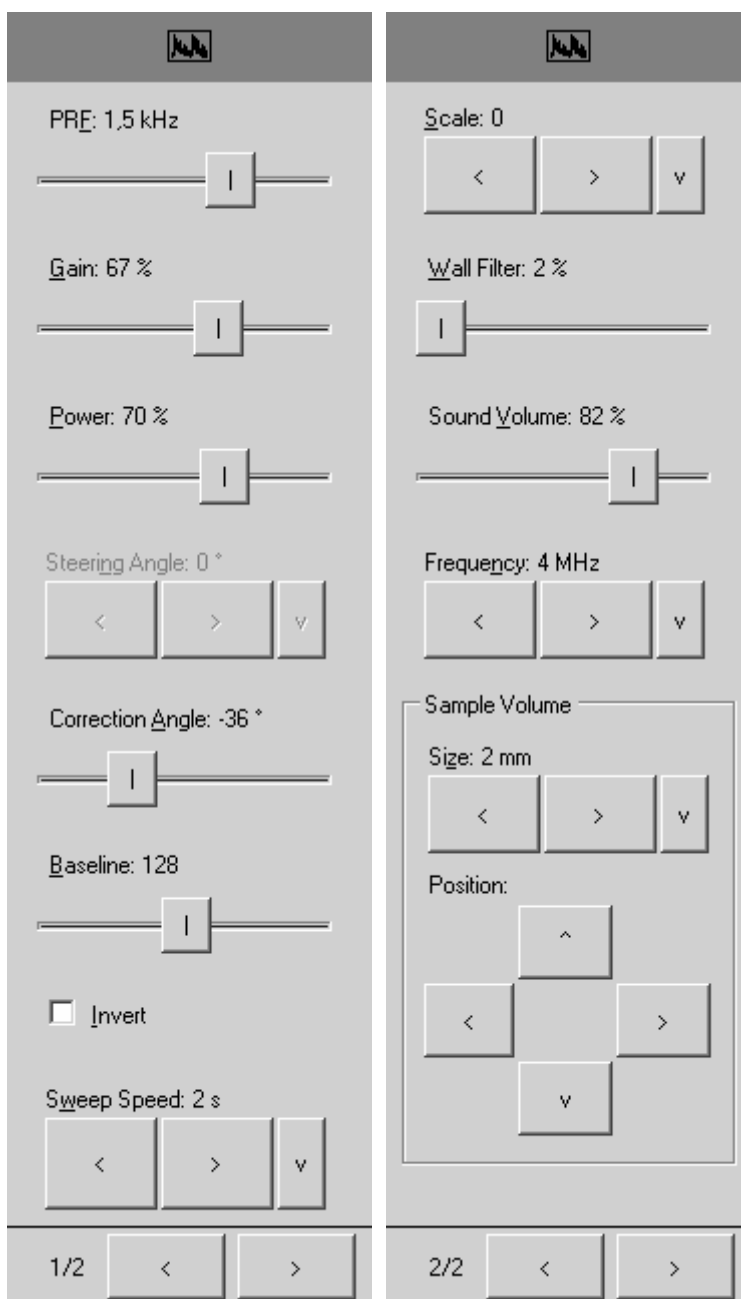 PRF: 1,5 kHz
Gain: 67 %
Power: 70 %
Steering Angle: 0 °
< > v
Correction Angle: -36 °
Baseline: 128
Invert
Sweep Speed: 2 s
< > v
1/2 < >
Scale: 0
< > v
Wall Filter: 2 %
Sound Volume: 82 %
Frequency: 4 MHz
< > v
Sample Volume
Size: 2 mm
< > v
Position:
^
< >
v
2/2 < >